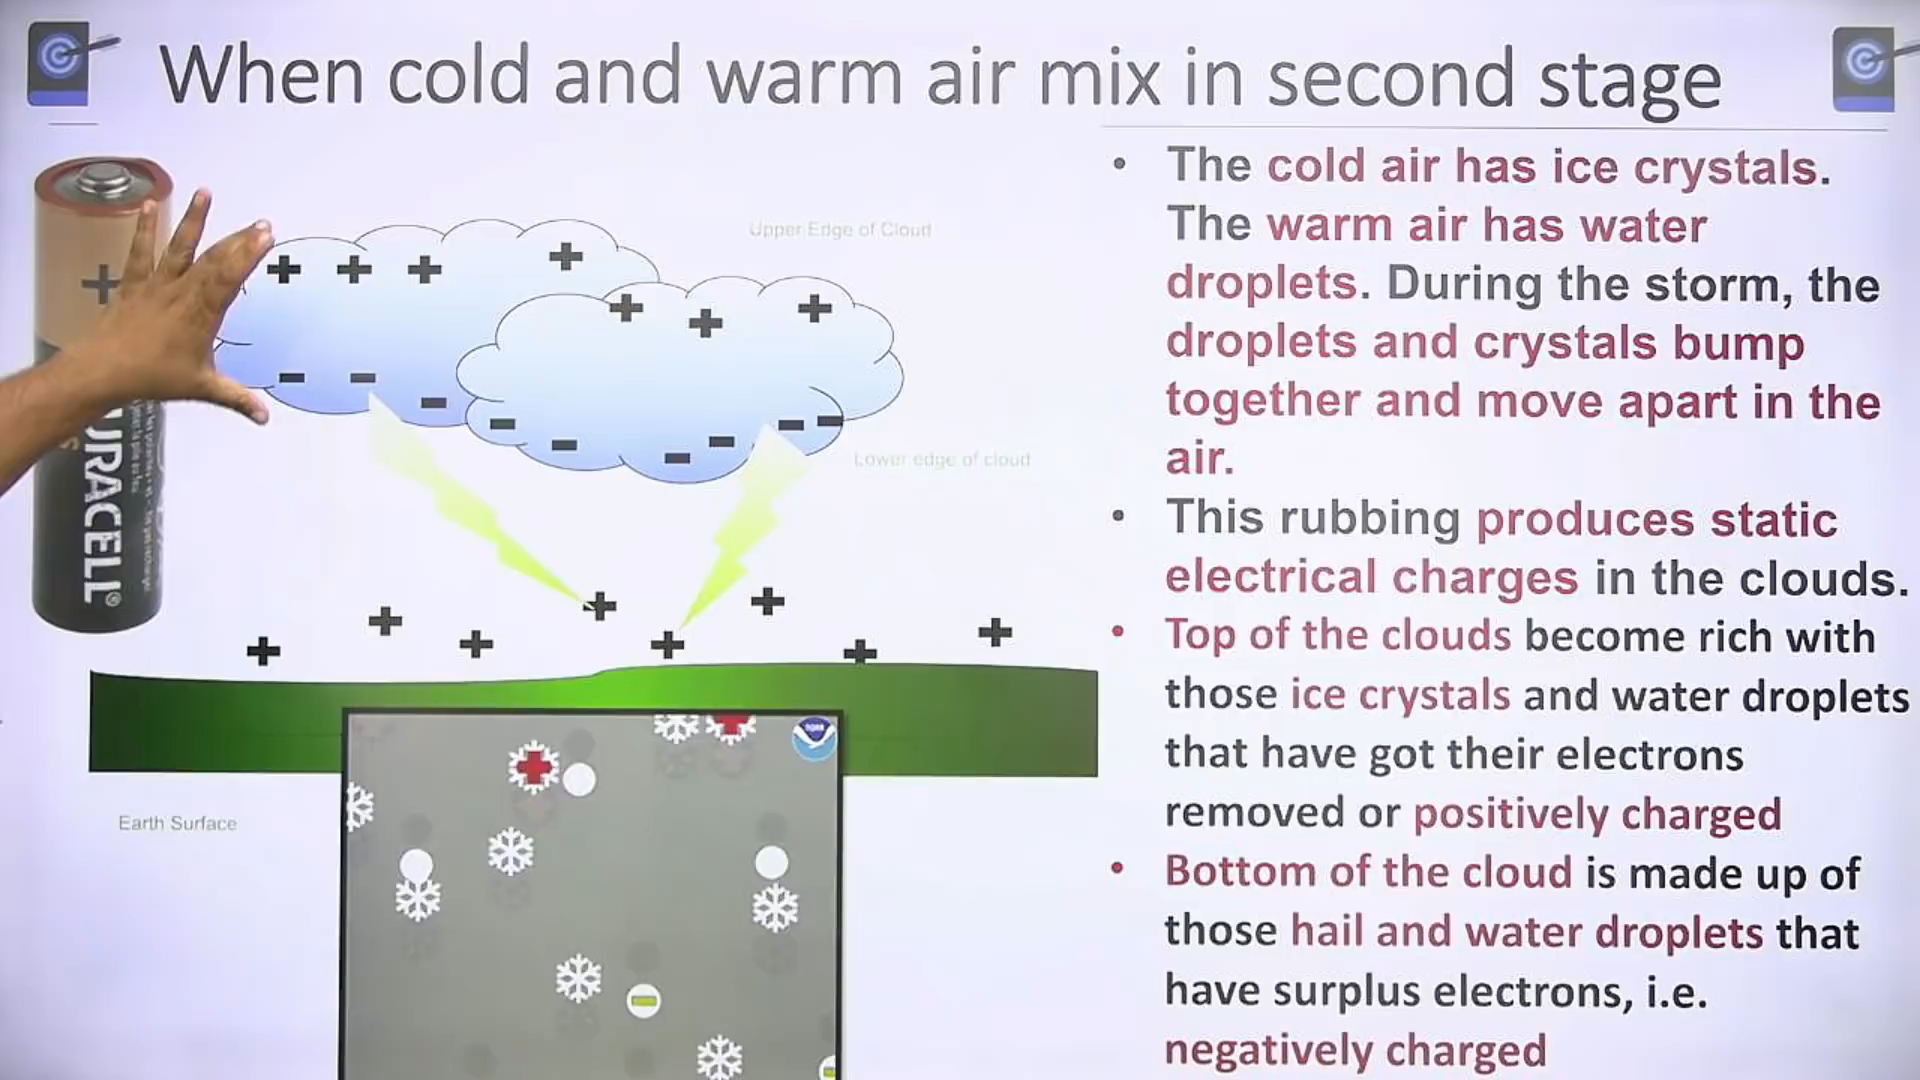 When cold and warm air mix in second stage
Upper Edge of Cloud
Lower edge of cloud
URACELL®
Earth Surface
• The cold air has ice crystals.
The warm air has water
droplets. During the storm, the
droplets and crystals bump
together and move apart in the
air.
• This rubbing produces static
electrical charges in the clouds.
• Top of the clouds become rich with
those ice crystals and water droplets
that have got their electrons
removed or positively charged
• Bottom of the cloud is made up of
those hail and water droplets that
have surplus electrons, i.e.
negatively charged